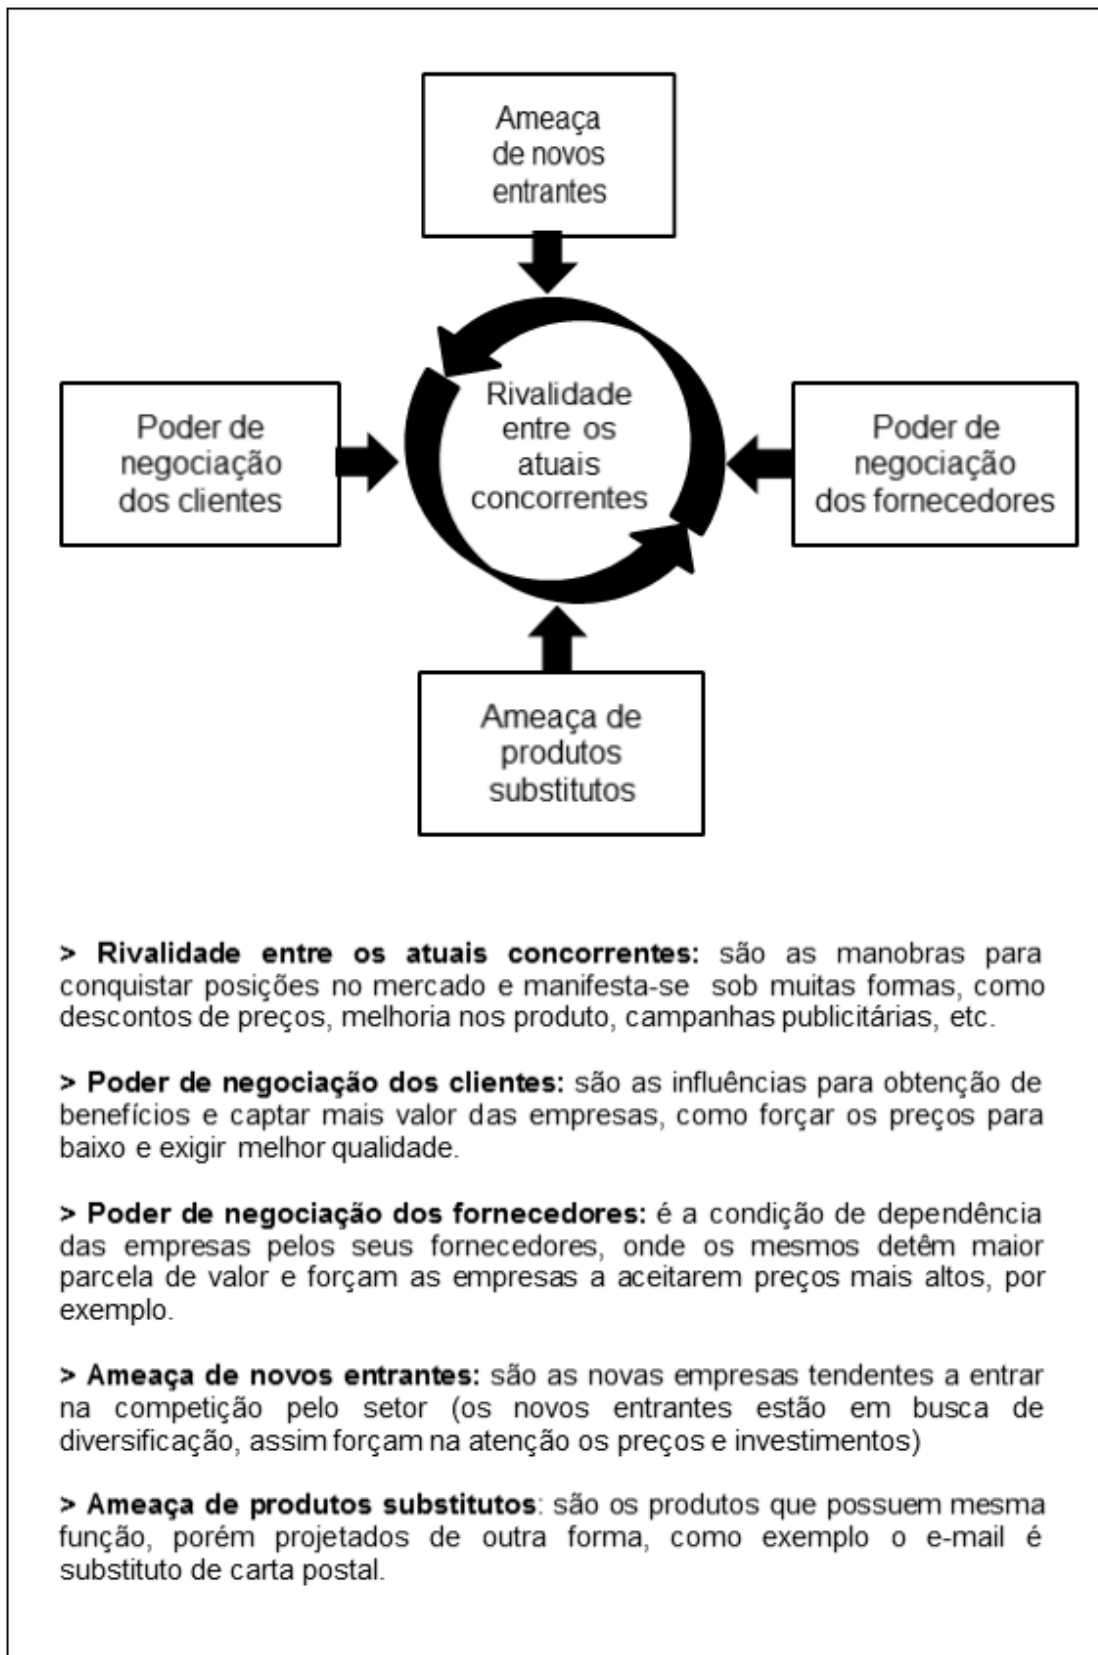 Ameaça
de novos
entrantes
Poder de
negociação
dos clientes
Rivalidade
entre os
atuais
concorrentes
Poder de
negociação
dos fornecedores
Ameaça de
produtos
substitutos
> Rivalidade entre os atuais concorrentes: são as manobras para
conquistar posições no mercado e manifesta-se sob muitas formas, como
descontos de preços, melhoria nos produto, campanhas publicitárias, etc.
> Poder de negociação dos clientes: são as influências para obtenção de
benefícios e captar mais valor das empresas, como forçar os preços para
baixo e exigir melhor qualidade.
> Poder de negociação dos fornecedores: é a condição de dependência
das empresas pelos seus fornecedores, onde os mesmos detêm maior
parcela de valor e forçam as empresas a aceitarem preços mais altos, por
exemplo.
> Ameaça de novos entrantes: são as novas empresas tendentes a entrar
na competição pelo setor (os novos entrantes estão em busca de
diversificação, assim forçam na atenção os preços e investimentos)
> Ameaça de produtos substitutos: são os produtos que possuem mesma
função, porém projetados de outra forma, como exemplo o e-mail é
substituto de carta postal.